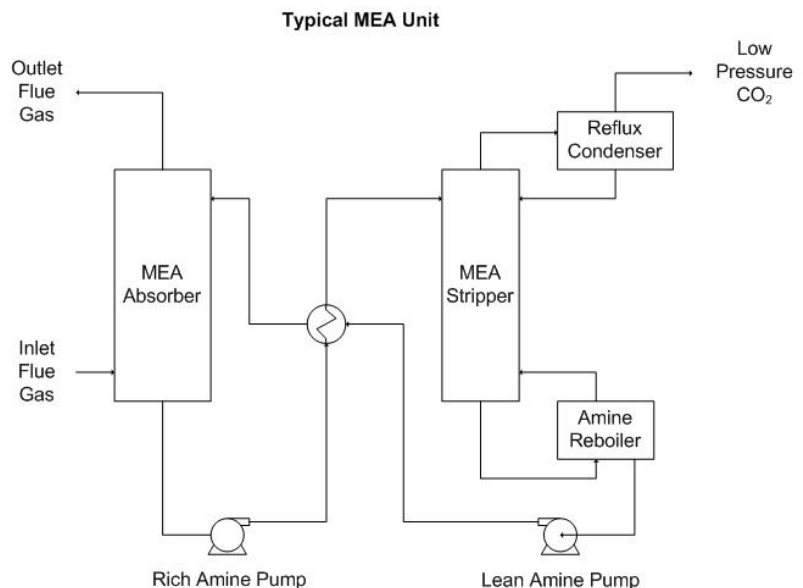 Typical MEA Unit
Outlet
Flue
Gas
Low
Pressure
CO₂
Reflux
Condenser
MEA
Absorber
MEA
Stripper
Inlet
Flue
Gas
Amine
Reboiler
Rich Amine Pump
Lean Amine Pump